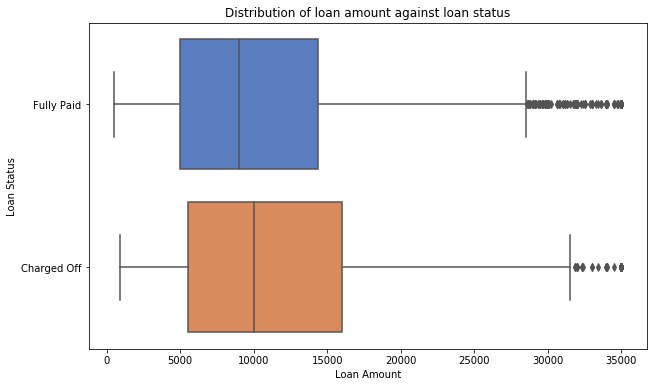 Distribution of loan amount against loan status
Loan Status
Fully Paid
Charged Off
0 5000 10000 15000 20000 25000 30000 35000
Loan Amount